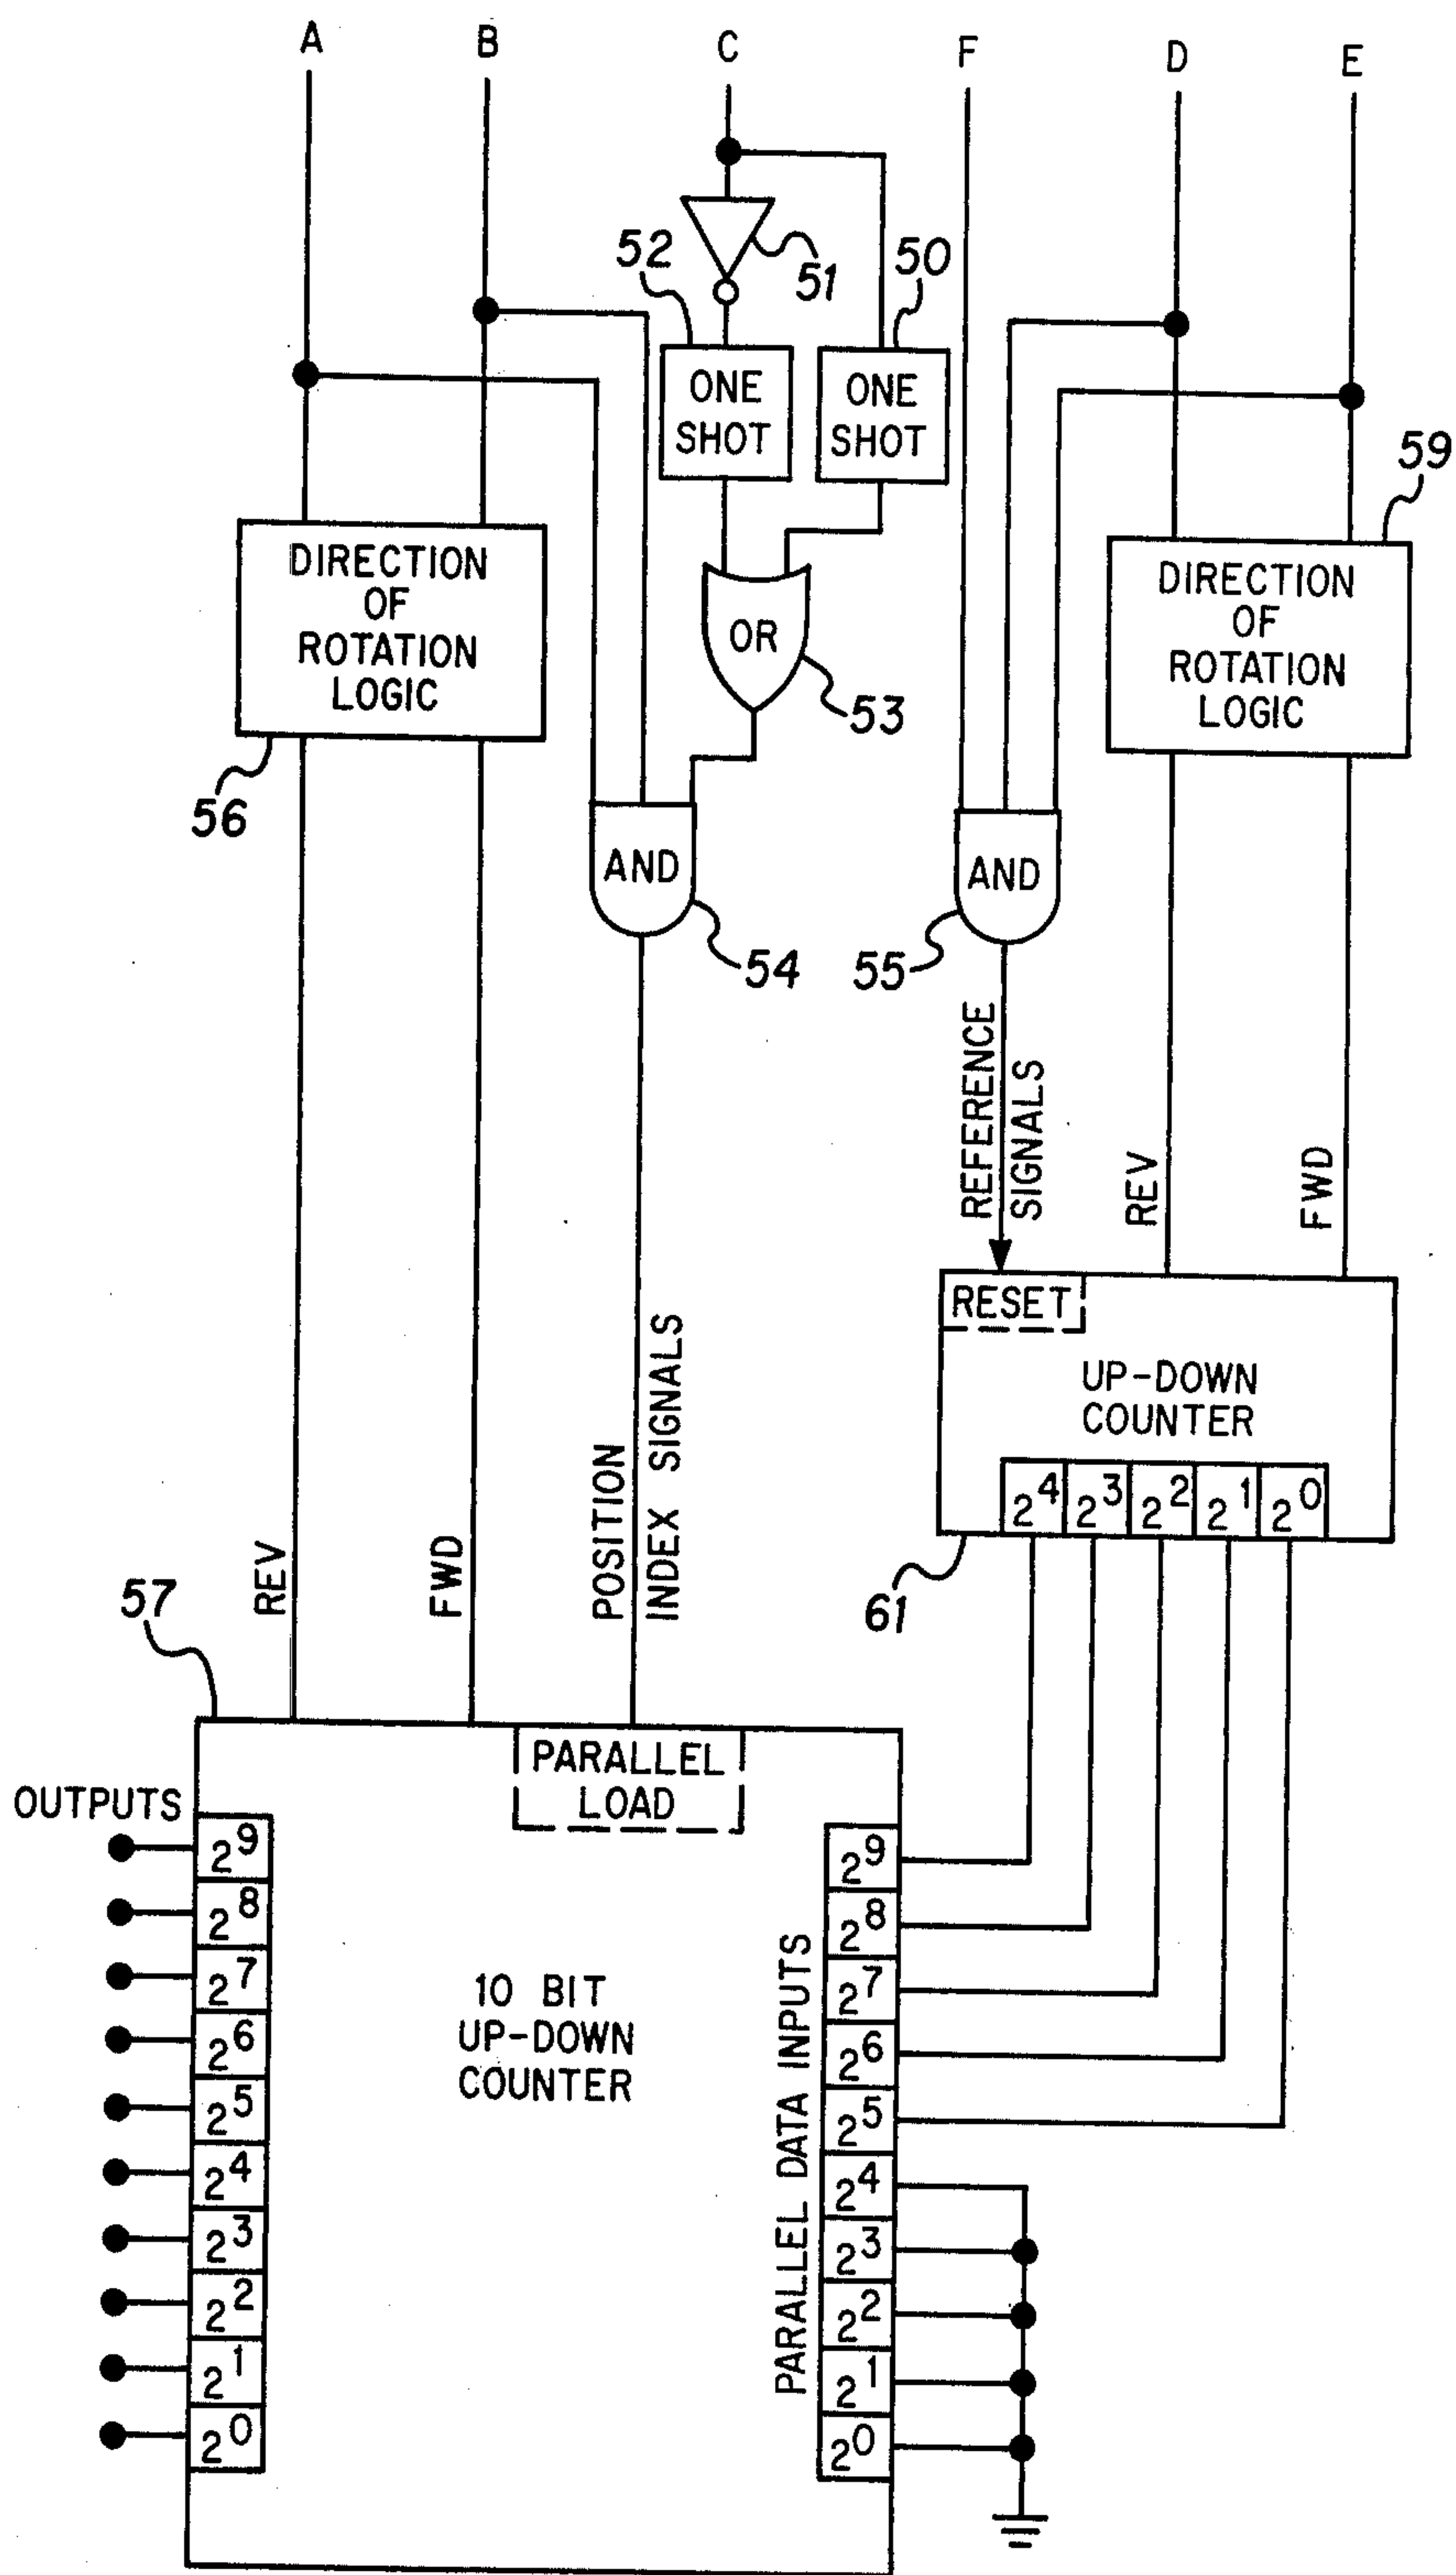 A B C F D E
51
52
50
ONE
SHOT
ONE
SHOT
59
DIRECTION
OF
ROTATION
LOGIC
DIRECTION
OF
ROTATION
LOGIC
OR
53
56
AND
AND
54
55
REFERENCE
SIGNALS
REV
FWD
RESET
UP-DOWN
COUNTER
2^4 2^3 2^2 2^1 2^0
61
REV
FWD
POSITION
INDEX SIGNALS
57
PARALLEL
LOAD
OUTPUTS
2^9
2^8
2^7
2^6
2^5
2^4
2^3
2^2
2^1
2^0
10 BIT
UP-DOWN
COUNTER
PARALLEL DATA INPUTS
2^9
2^8
2^7
2^6
2^5
2^4
2^3
2^2
2^1
2^0